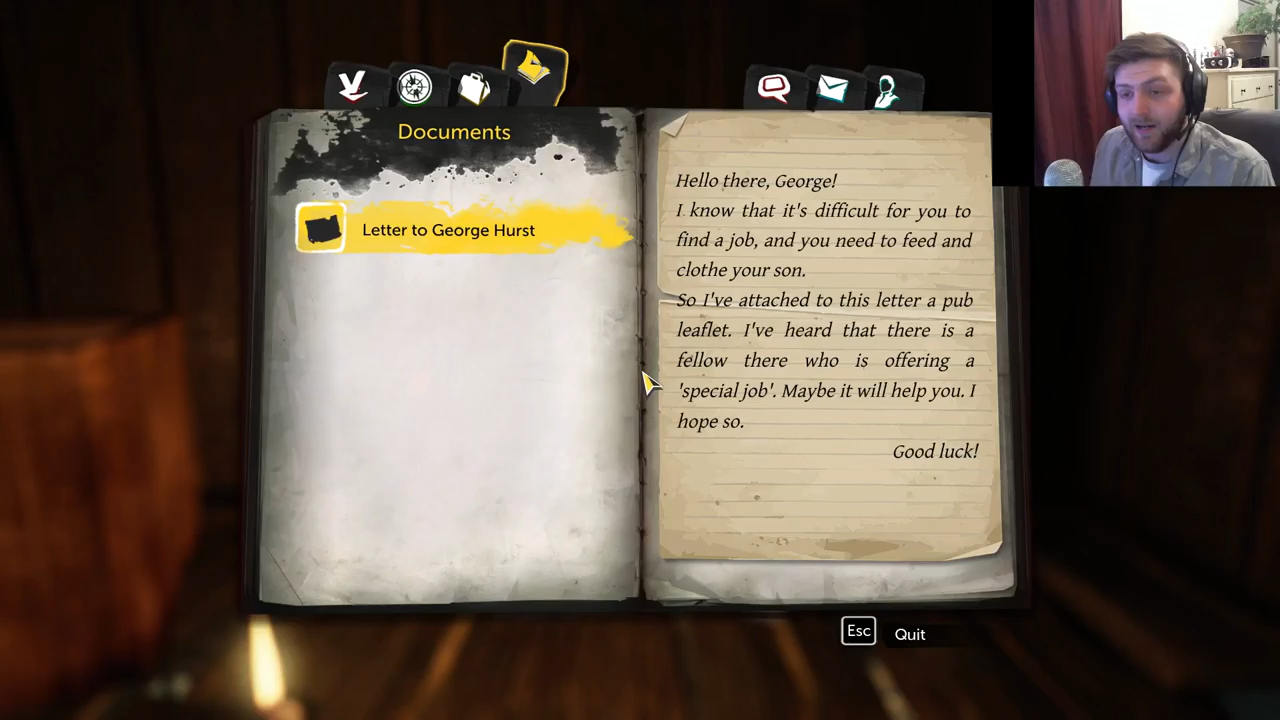 Documents
Letter to George Hurst
Hello there, George!
I know that it's difficult for you to
find a job, and you need to feed and
clothe your son.
So I've attached to this letter a pub
leaflet. I've heard that there is a
fellow there who is offering a
'special job'. Maybe it will help you. I
hope so.
Good luck!
Esc Quit